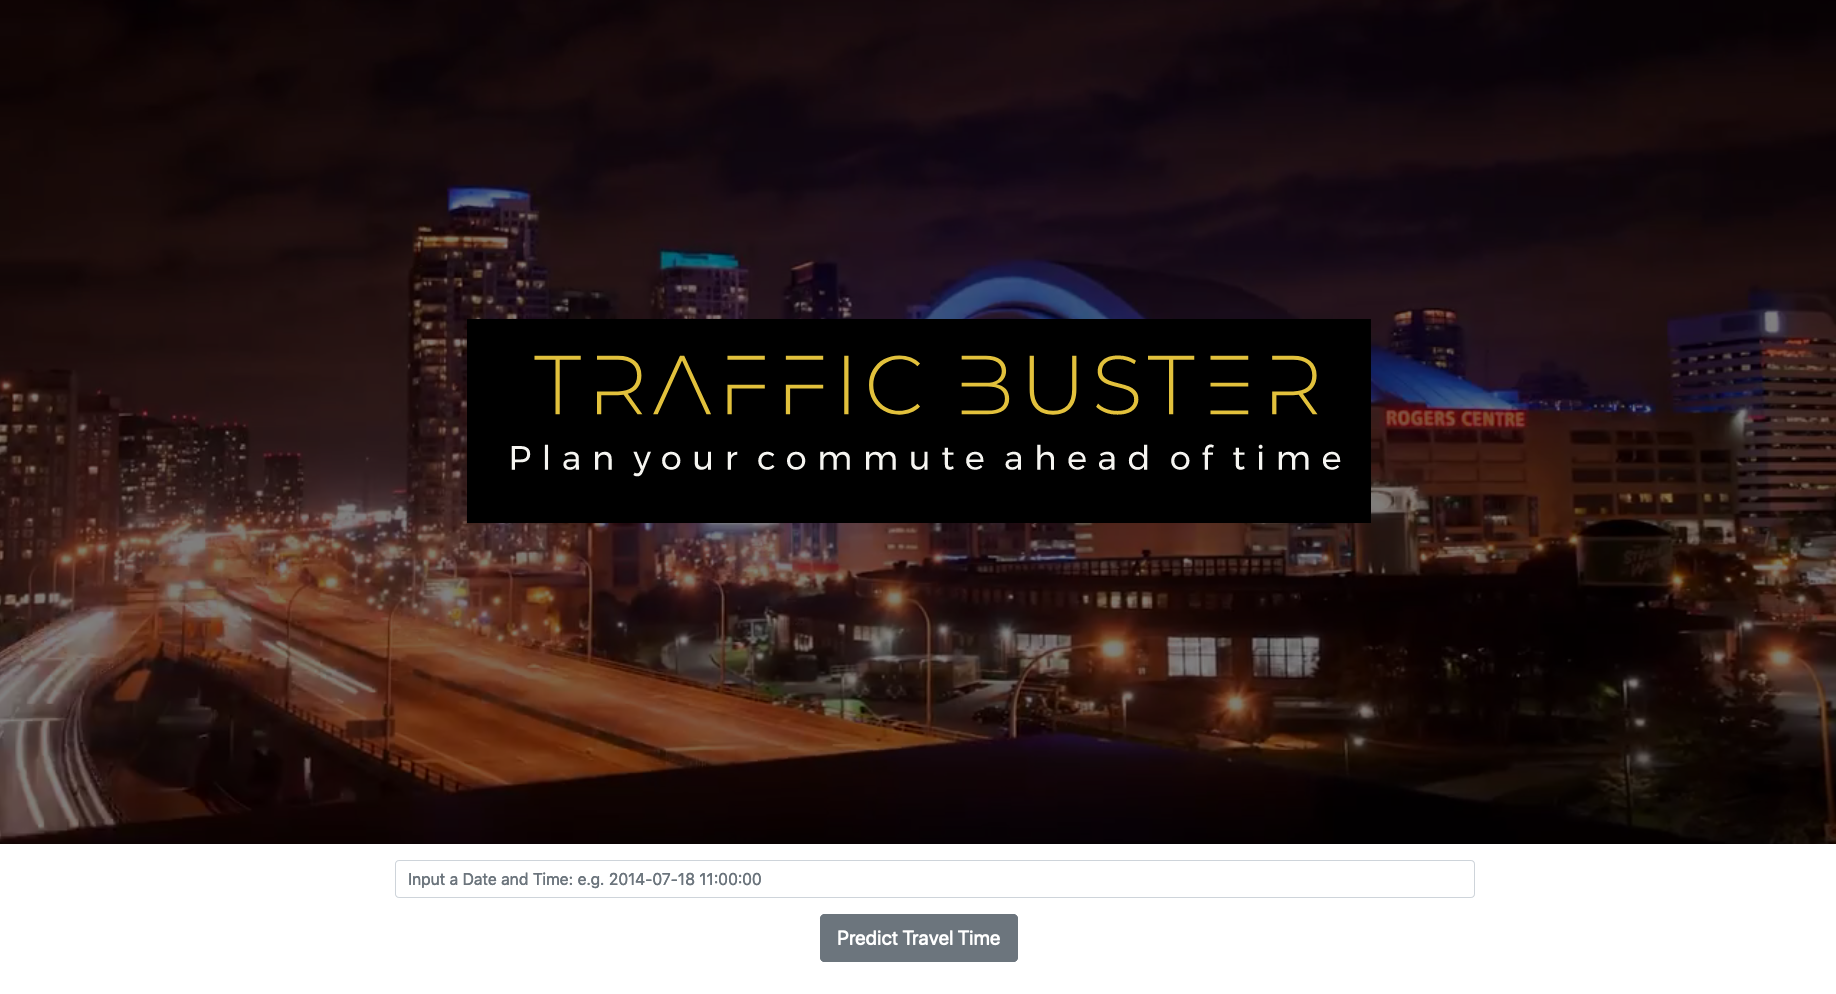 TRAFFIC BUSTER
Plan your commute ahead of time
ROGERS CENTRE
Input a Date and Time: e.g. 2014-07-18 11:00:00
Predict Travel Time